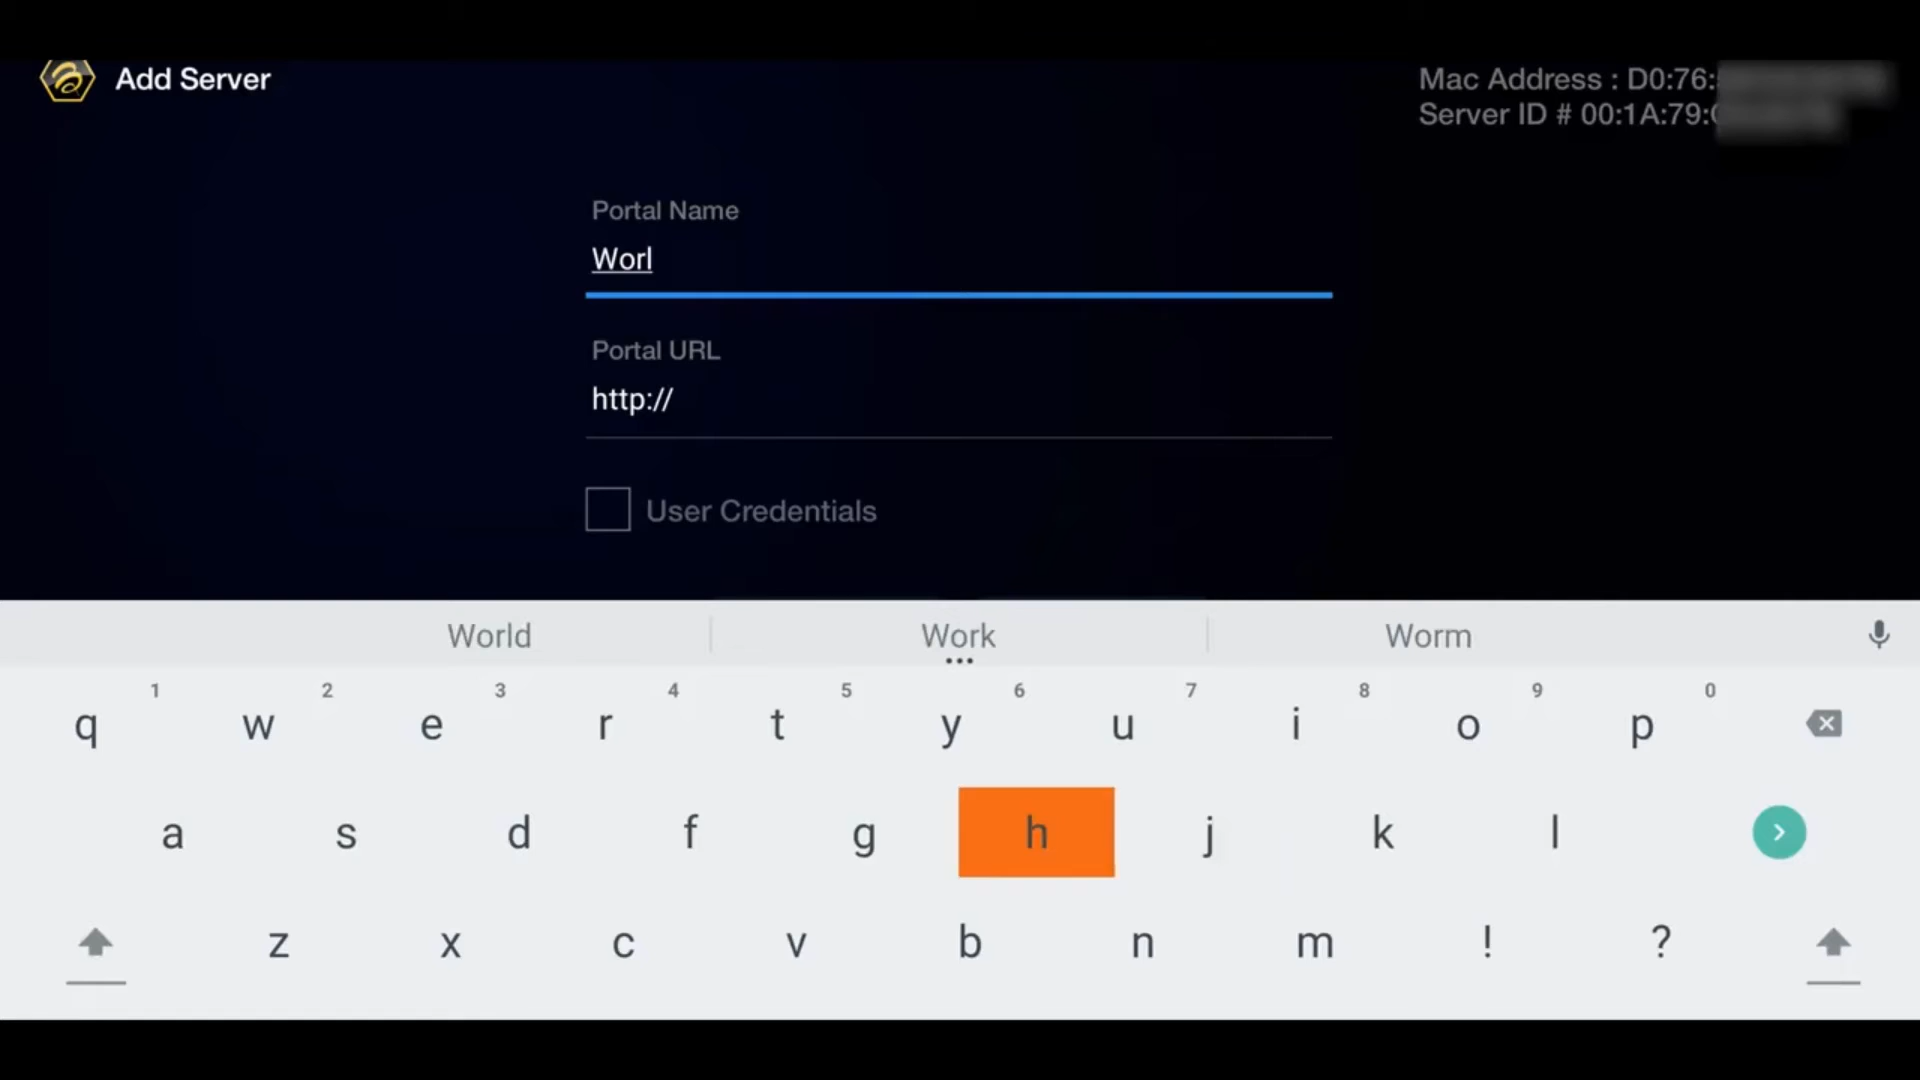 Add Server
Mac Address : D0:76:
Server ID # 00:1A:79:
Portal Name
Worl
Portal URL
http://
User Credentials
World Work Worm
1 2 3 4 5 6 7 8 9 0
q w e r t y u i o p
a s d f g h j k l
z x c v b n m ! ?